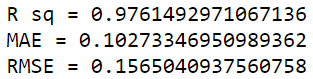 R sq = 0.9761492971067136
MAE = 0.10273346950989362
RMSE = 0.1565040937560758